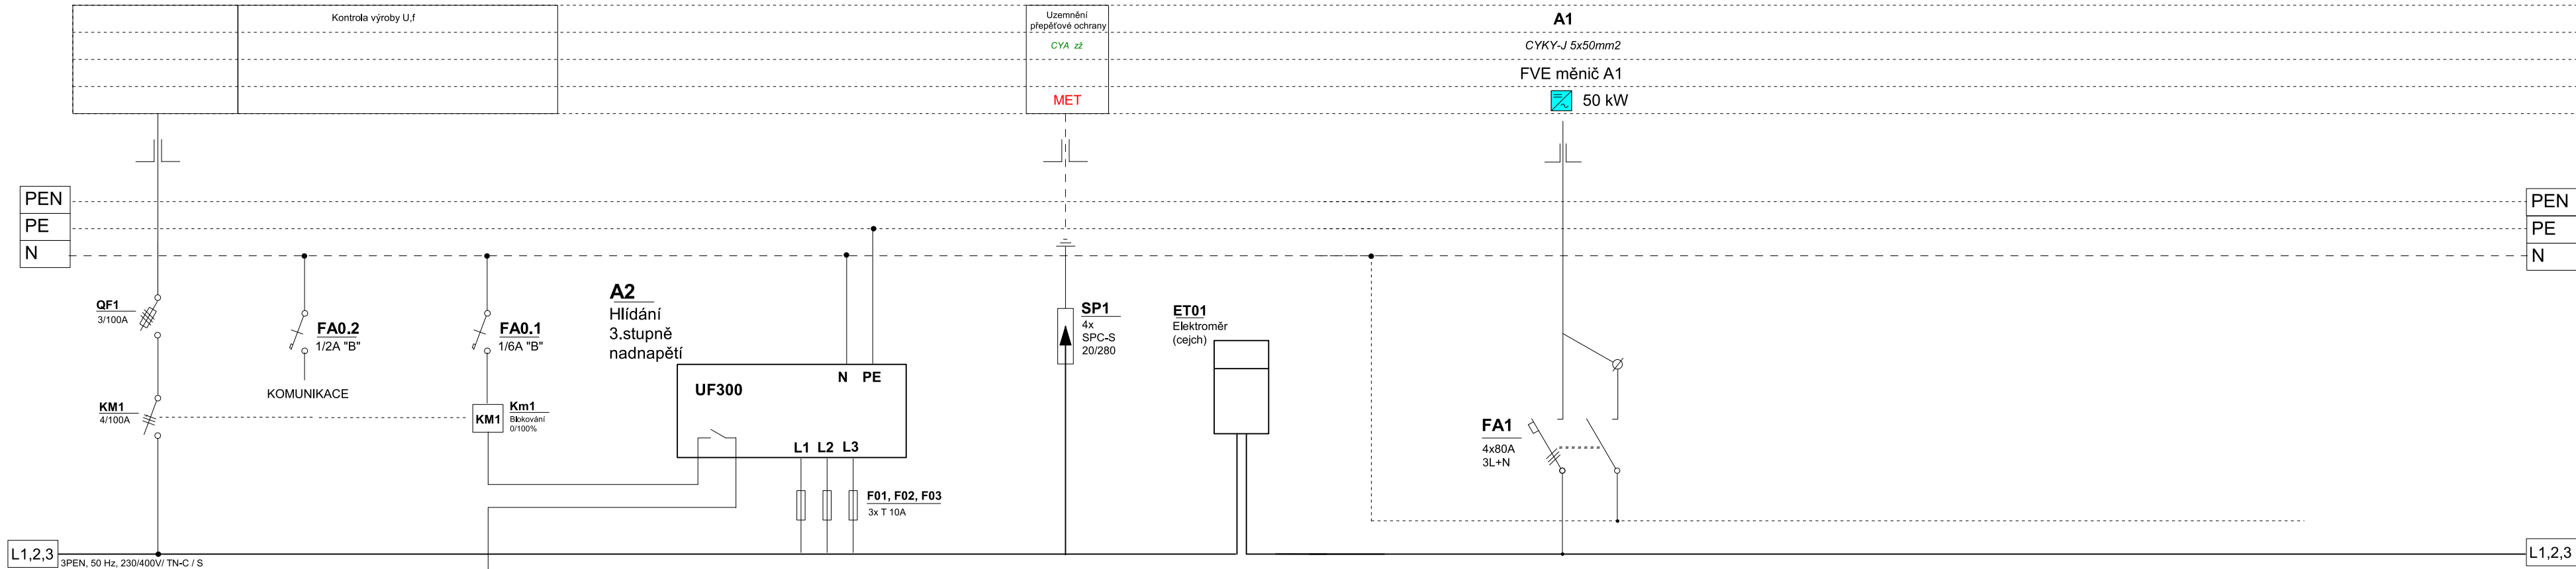 Kontrola výroby U,f
Uzemnění
přepěťové ochrany
CYA zž
MET
A1
CYKY-J 5x50mm2
FVE měnič A1
50 kW
PEN
PE
N
PEN
PE
N
QF1
3/100A
KM1
4/100A
FA0.2
1/2A "B"
KOMUNIKACE
FA0.1
1/6A "B"
KM1
Km1
Blokování
0/100%
A2
Hlídání
3.stupně
nadnapětí
UF300
N PE
L1 L2 L3
F01, F02, F03
3x T 10A
SP1
4x
SPC-S
20/280
ET01
Elektroměr
(cejch)
FA1
4x80A
3L+N
L1,2,3
3PEN, 50 Hz, 230/400V/ TN-C / S
L1,2,3